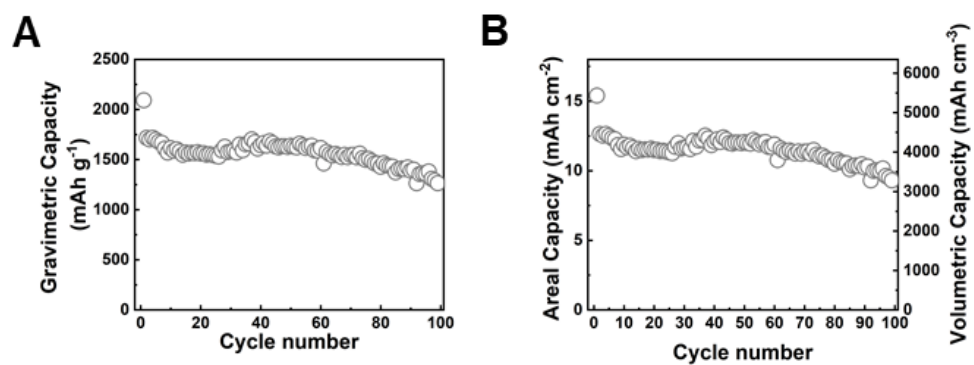 A
Gravimetric Capacity
(mAh g⁻¹)
2500
2000
1500
1000
500
0
0 20 40 60 80 100
Cycle number
B
Areal Capacity (mAh cm⁻²)
15
10
5
0
0 10 20 30 40 50 60 70 80 90 100
Cycle number
6000
5000
4000
3000
2000
1000
0
Volumetric Capacity (mAh cm⁻³)